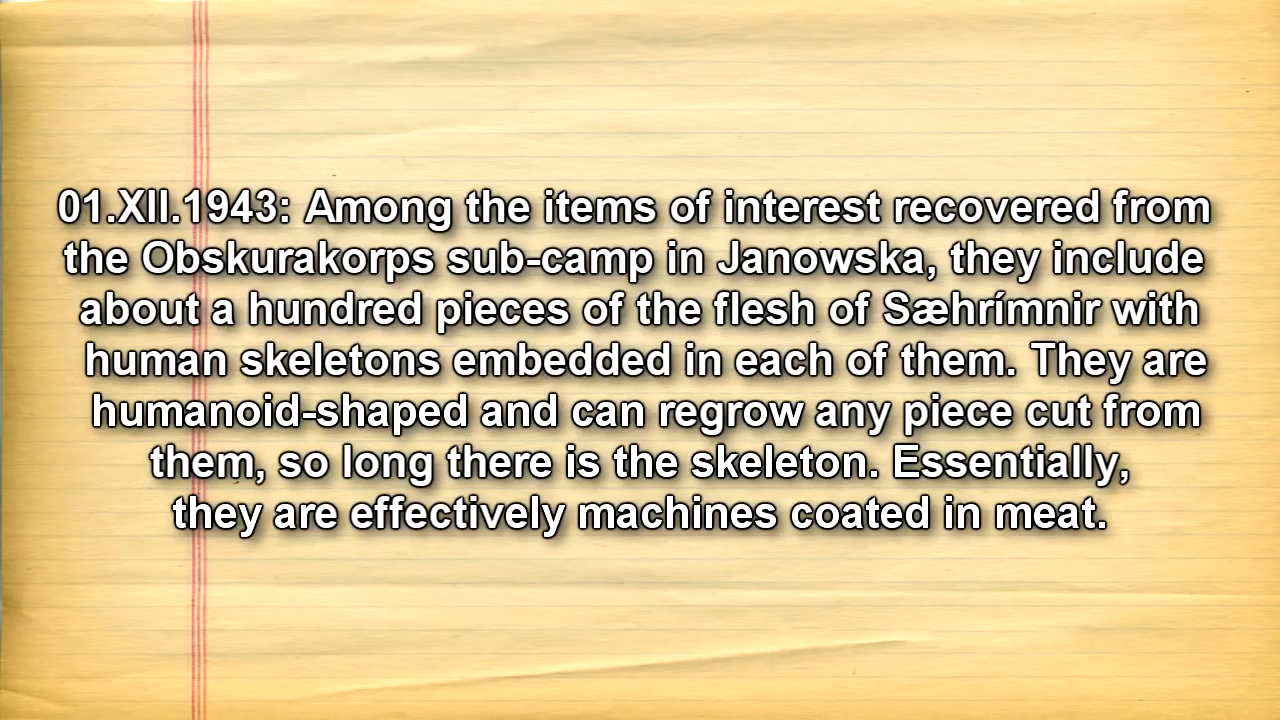 01.XII.1943: Among the items of interest recovered from
the Obskurakorps sub-camp in Janowska, they include
about a hundred pieces of the flesh of Sæhrímnir with
human skeletons embedded in each of them. They are
humanoid-shaped and can regrow any piece cut from
them, so long there is the skeleton. Essentially,
they are effectively machines coated in meat.